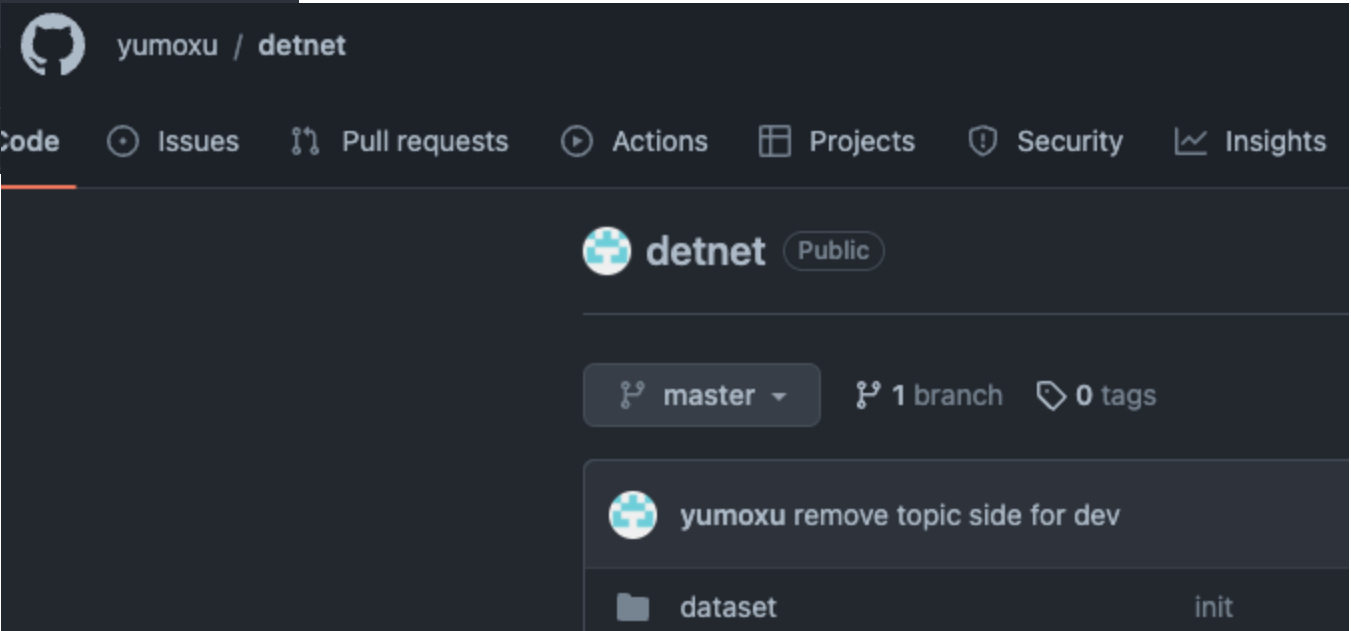 yumoxu / detnet
Code Issues Pull requests Actions Projects Security Insights
detnet Public
master 1 branch 0 tags
yumoxu remove topic side for dev
dataset init